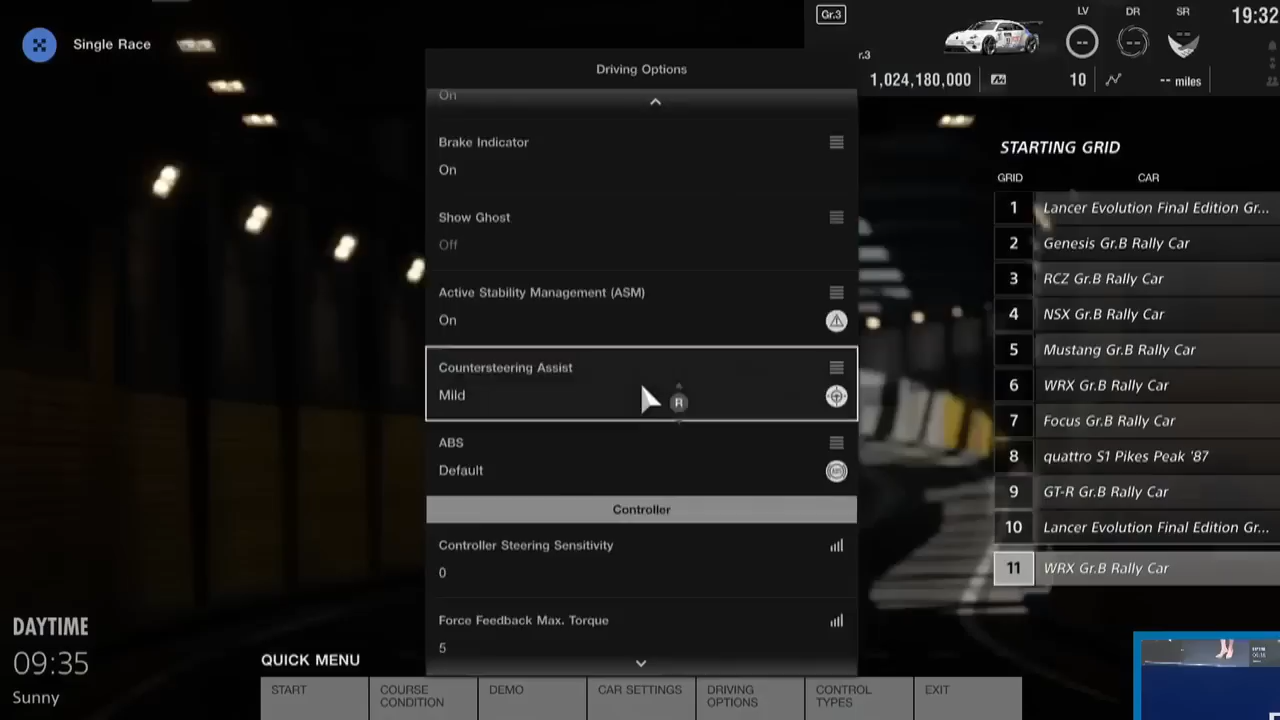 Single Race
Gr.3
LV
DR
SR
19:32
1,024,180,000
10
-- miles
Driving Options
On
Brake Indicator
On
Show Ghost
Off
Active Stability Management (ASM)
On
Countersteering Assist
Mild
R
ABS
Default
Controller
Controller Steering Sensitivity
0
Force Feedback Max. Torque
5
STARTING GRID
GRID CAR
1 Lancer Evolution Final Edition Gr...
2 Genesis Gr.B Rally Car
3 RCZ Gr.B Rally Car
4 NSX Gr.B Rally Car
5 Mustang Gr.B Rally Car
6 WRX Gr.B Rally Car
7 Focus Gr.B Rally Car
8 quattro S1 Pikes Peak '87
9 GT-R Gr.B Rally Car
10 Lancer Evolution Final Edition Gr...
11 WRX Gr.B Rally Car
DAYTIME
09:35
Sunny
QUICK MENU
START
COURSE
CONDITION
DEMO
CAR SETTINGS
DRIVING
OPTIONS
CONTROL
TYPES
EXIT